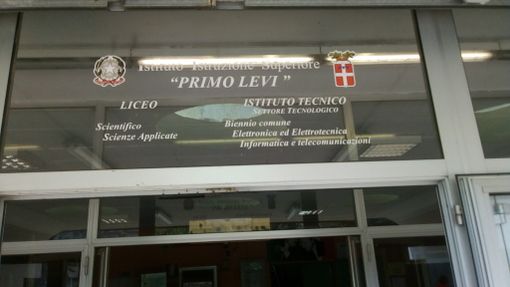 Istituto Istruzione Superiore
"PRIMO LEVI"
LICEO
Scientifico
Scienze Applicate
ISTITUTO TECNICO
SETTORE TECNOLOGICO
Biennio comune
Elettronica ed Elettrotecnica
Informatica e telecomunicazioni